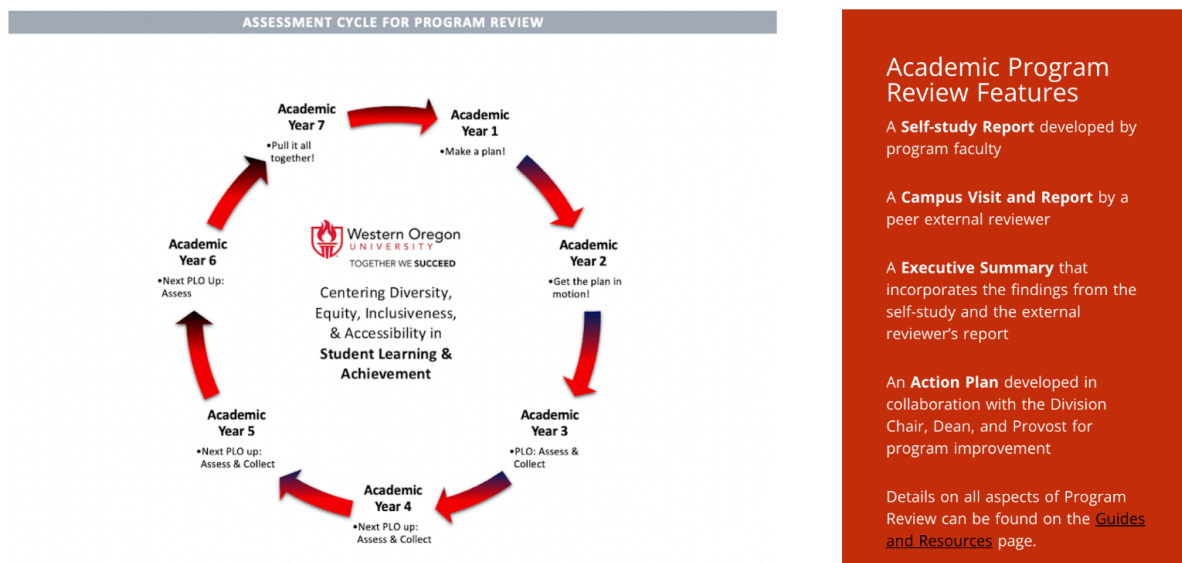 ASSESSMENT CYCLE FOR PROGRAM REVIEW
Academic
Year 7
•Pull it all
together!
Academic
Year 1
•Make a plan!
Academic
Year 2
•Get the plan in
motion!
Academic
Year 3
•PLO: Assess &
Collect
Academic
Year 4
•Next PLO up:
Assess & Collect
Academic
Year 5
•Next PLO up:
Assess & Collect
Academic
Year 6
•Next PLO Up:
Assess
Western Oregon
UNIVERSITY
TOGETHER WE SUCCEED
Centering Diversity,
Equity, Inclusiveness,
& Accessibility in
Student Learning &
Achievement
Academic Program
Review Features
A Self-study Report developed by
program faculty
A Campus Visit and Report by a
peer external reviewer
A Executive Summary that
incorporates the findings from the
self-study and the external
reviewer's report
An Action Plan developed in
collaboration with the Division
Chair, Dean, and Provost for
program improvement
Details on all aspects of Program
Review can be found on the Guides
and Resources page.